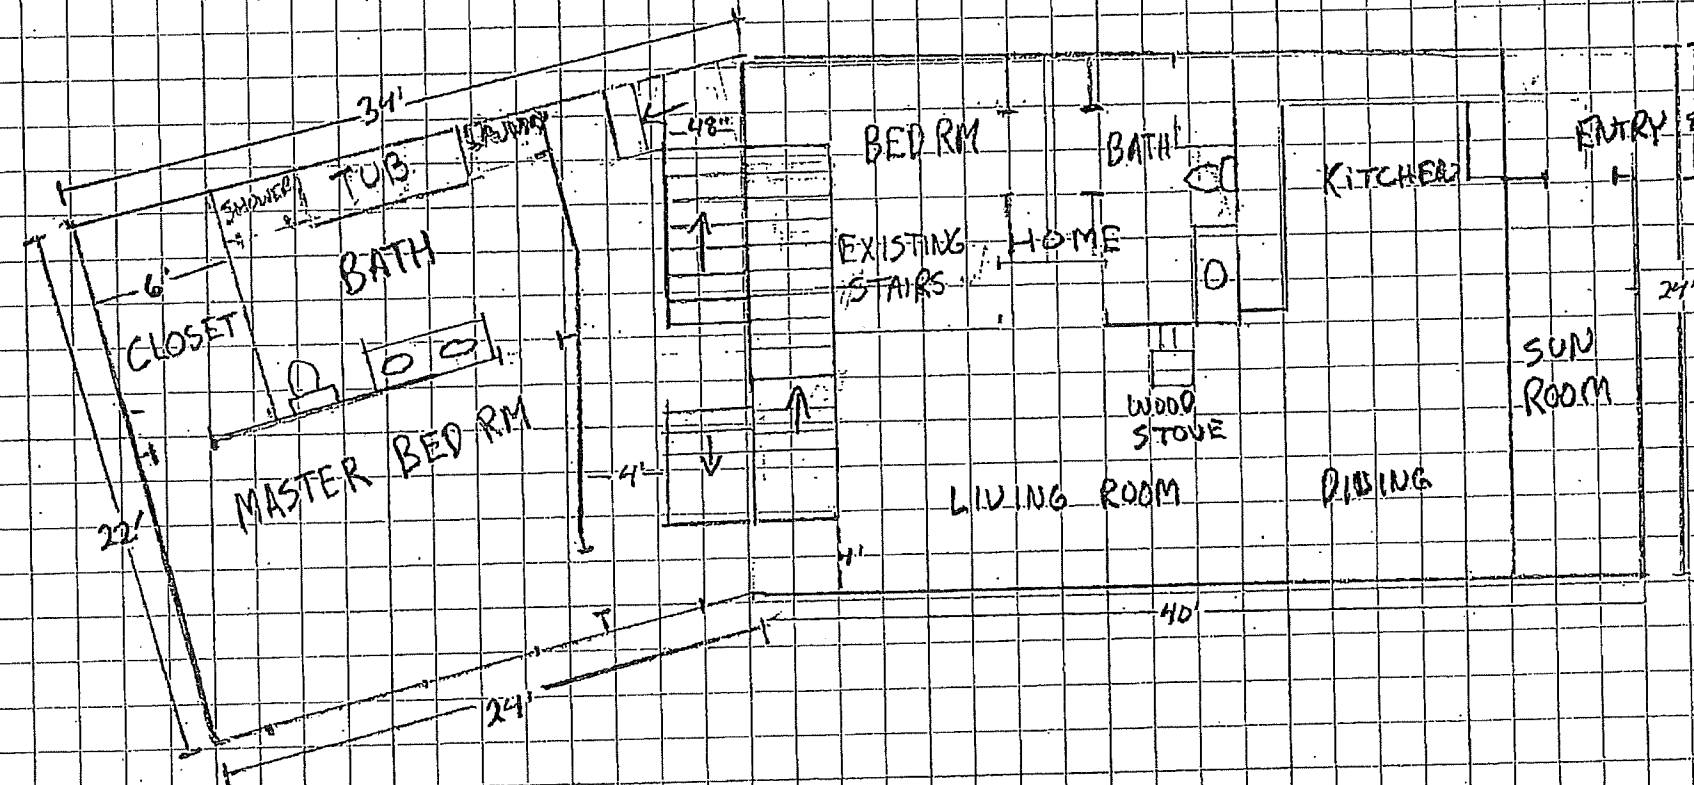 34'
48"
BED RM
BATH
KITCHEN
ENTRY
SHOWER
TUB
BATH
6'
CLOSET
EXISTING HOME
STAIRS
24'
SUN
ROOM
WOOD
STOVE
MASTER BED RM
4'
LIVING ROOM
DINING
22'
4'
40'
24'